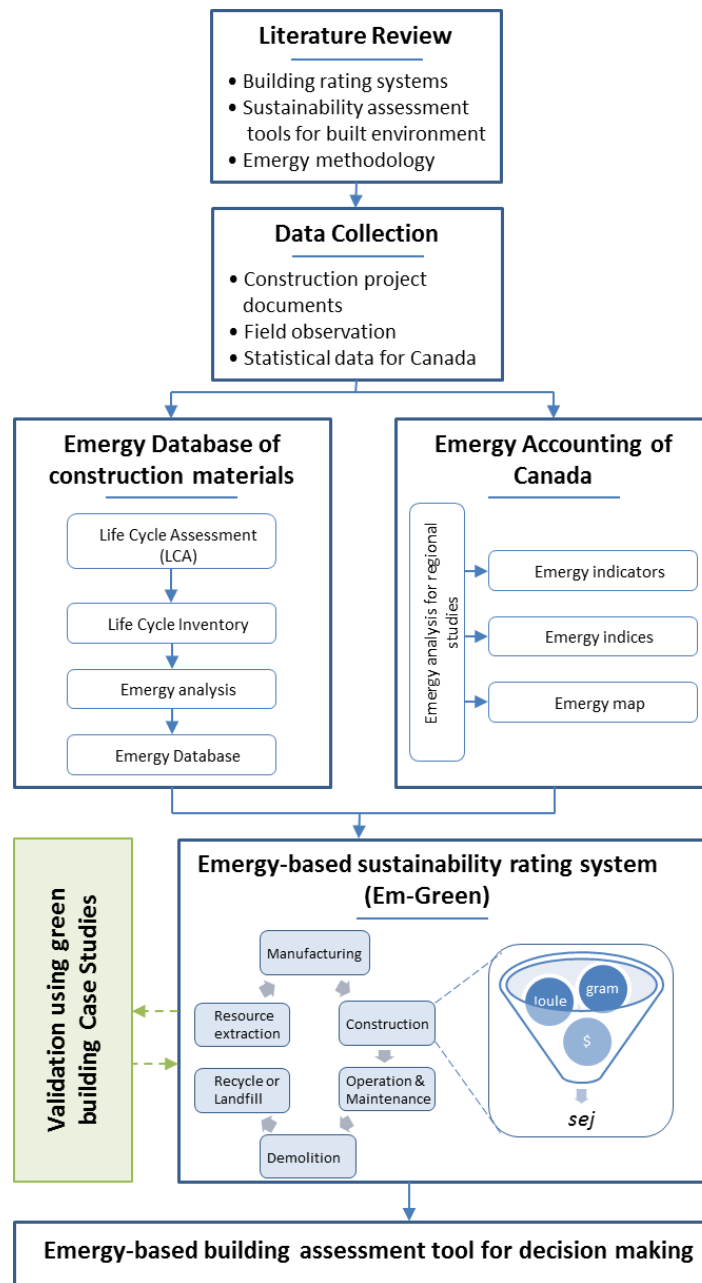 Literature Review
• Building rating systems
• Sustainability assessment
tools for built environment
• Emergy methodology
Data Collection
• Construction project
documents
• Field observation
• Statistical data for Canada
Emergy Database of
construction materials
Life Cycle Assessment
(LCA)
Life Cycle Inventory
Emergy analysis
Emergy Database
Emergy Accounting of
Canada
Emergy analysis for regional
studies
Emergy indicators
Emergy indices
Emergy map
Validation using green
building Case Studies
Emergy-based sustainability rating system
(Em-Green)
Manufacturing
Resource
extraction
Construction
Recycle or
Landfill
Operation &
Maintenance
Demolition
Joule
gram
$
sej
Emergy-based building assessment tool for decision making